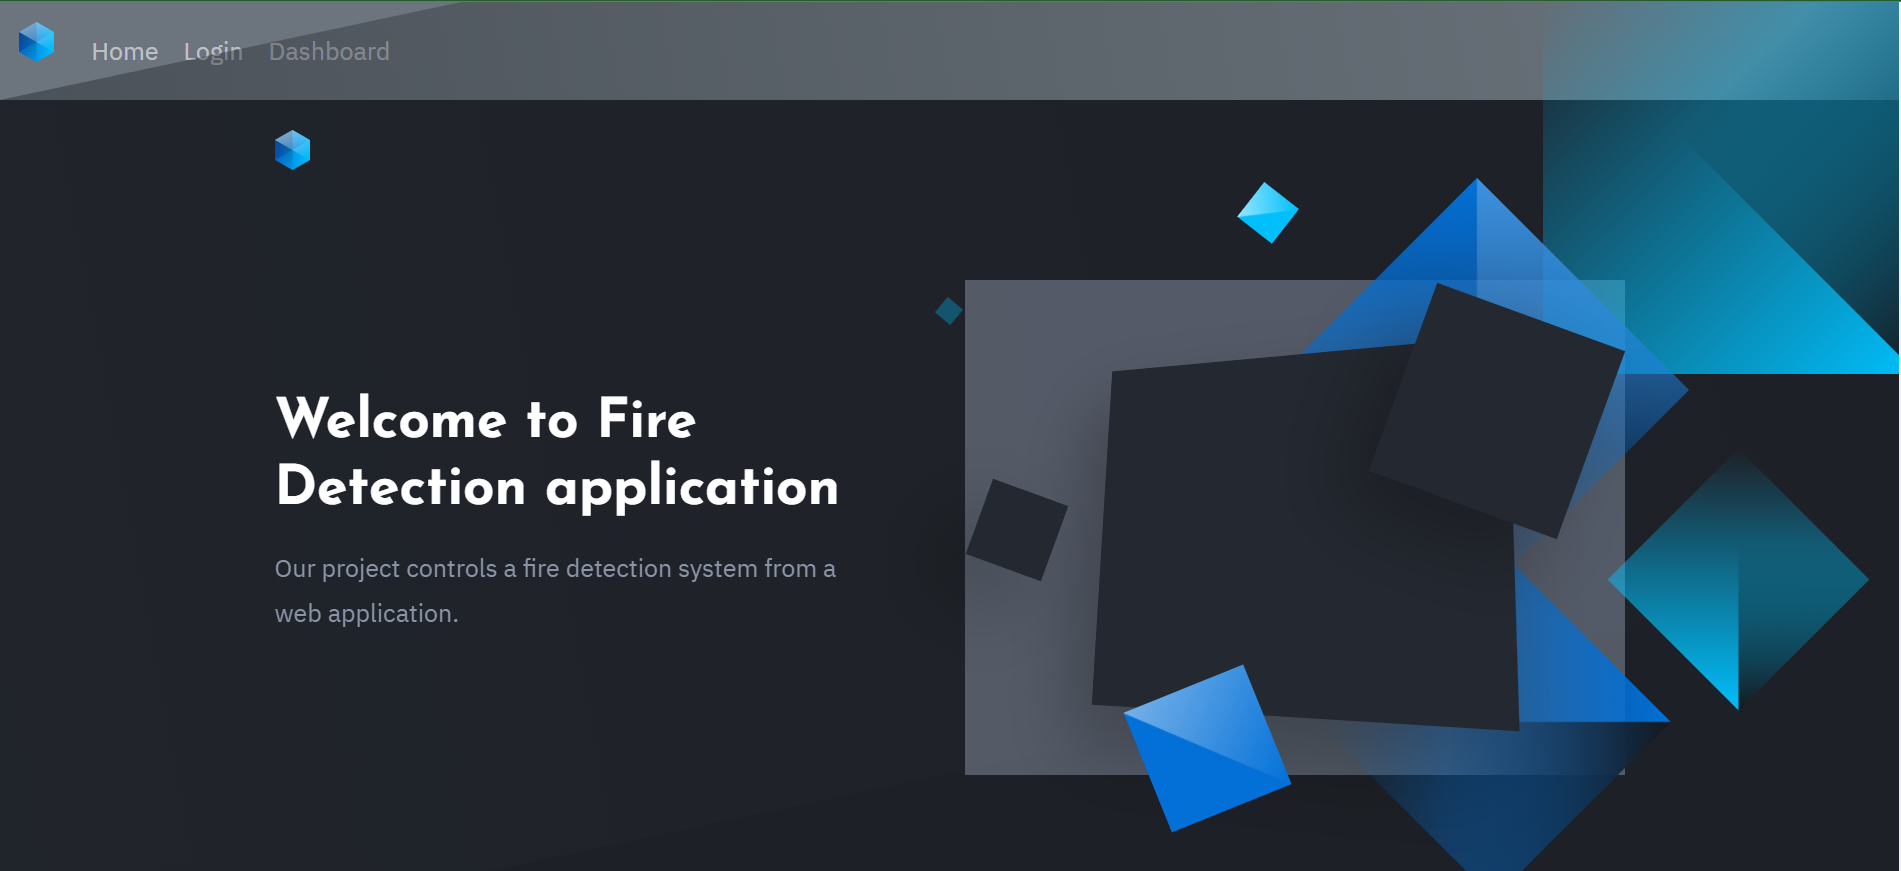 Home Login Dashboard
Welcome to Fire
Detection application
Our project controls a fire detection system from a
web application.